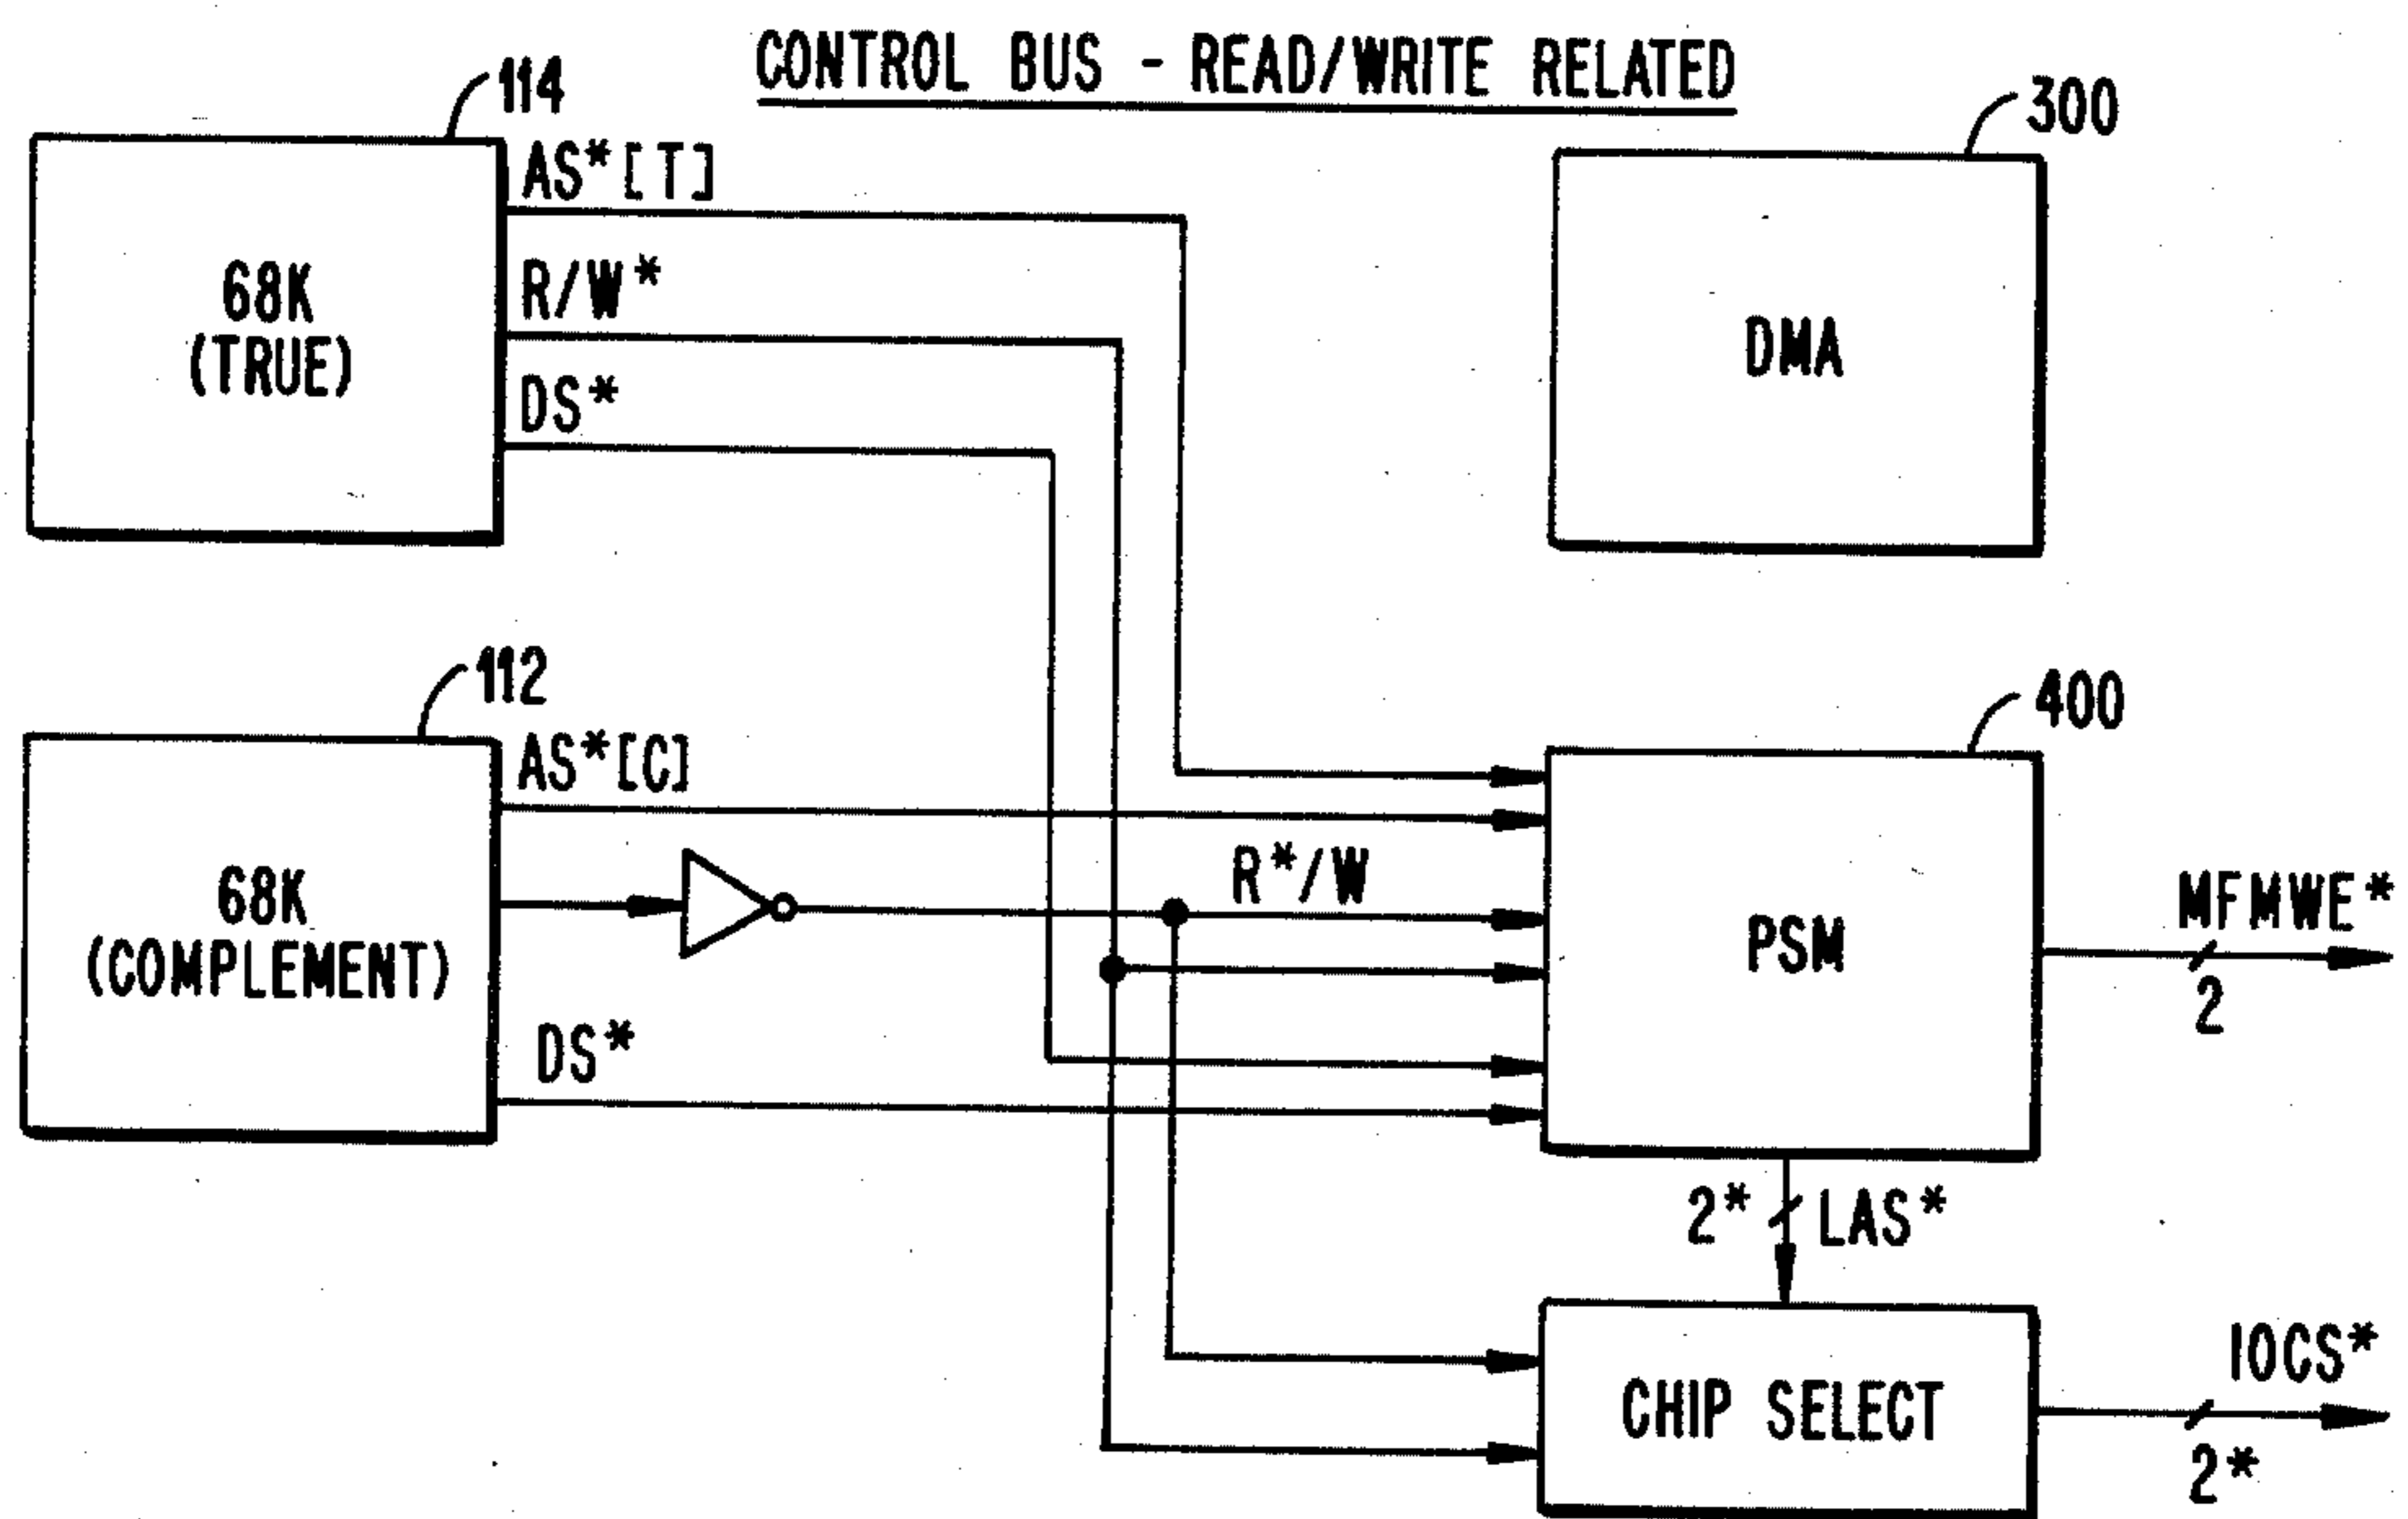 CONTROL BUS - READ/WRITE RELATED
114
300
AS*[T]
R/W*
DS*
68K
(TRUE)
DMA
112
400
AS*[C]
R*/W
DS*
68K
(COMPLEMENT)
PSM
MFMWE*
2
2*
LAS*
CHIP SELECT
IOCS*
2*